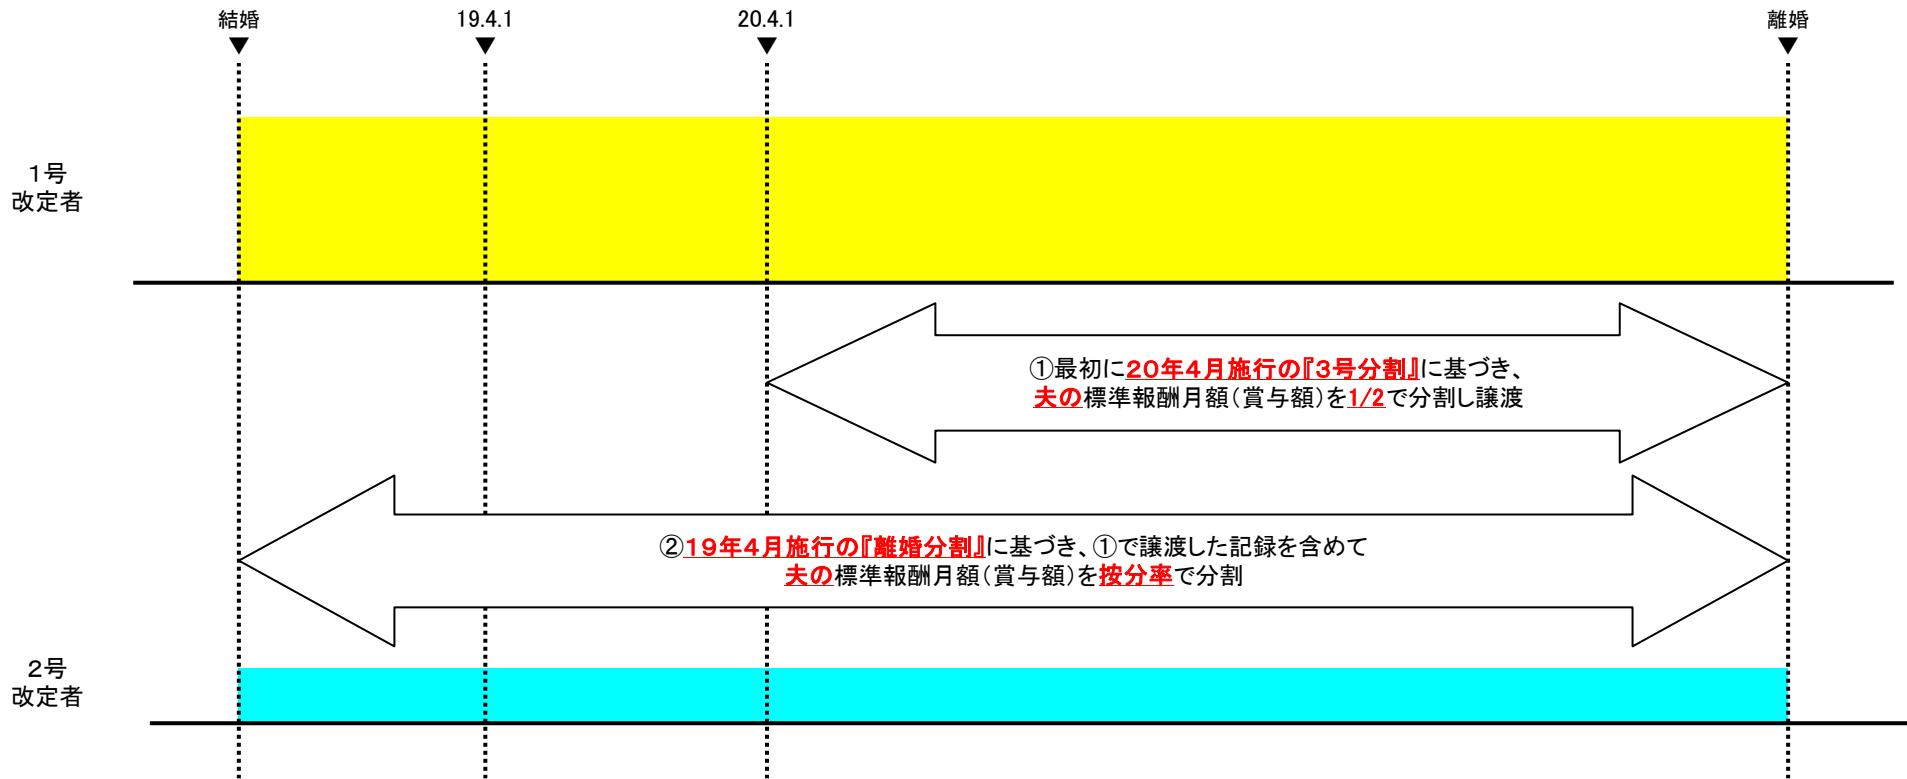 結婚
19.4.1
20.4.1
離婚
1号
改定者
①最初に20年4月施行の『3号分割』に基づき、
夫の標準報酬月額(賞与額)を1/2で分割し譲渡
②19年4月施行の『離婚分割』に基づき、①で譲渡した記録を含めて
夫の標準報酬月額(賞与額)を按分率で分割
2号
改定者